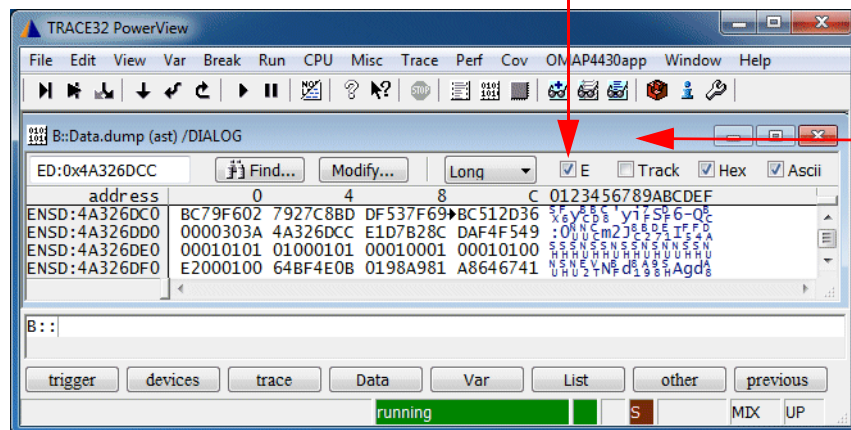 TRACE32 PowerView
File Edit View Var Break Run CPU Misc Trace Perf Cov OMAP4430app Window Help
B::Data.dump (ast) /DIALOG
ED:0x4A326DCC Find... Modify... Long E Track Hex Ascii
address 0 4 8 C 0123456789ABCDEF
ENSD:4A326DC0 BC79F602 7927C8BD DF537F69 BC512D36
ENSD:4A326DD0 0000303A 4A326DCC E1D7B28C DAF4F549
ENSD:4A326DE0 00010101 01000101 00010001 00010100
ENSD:4A326DF0 E2000100 64BF4E0B 0198A981 A8646741
B::
trigger devices trace Data Var List other previous
running S MIX UP